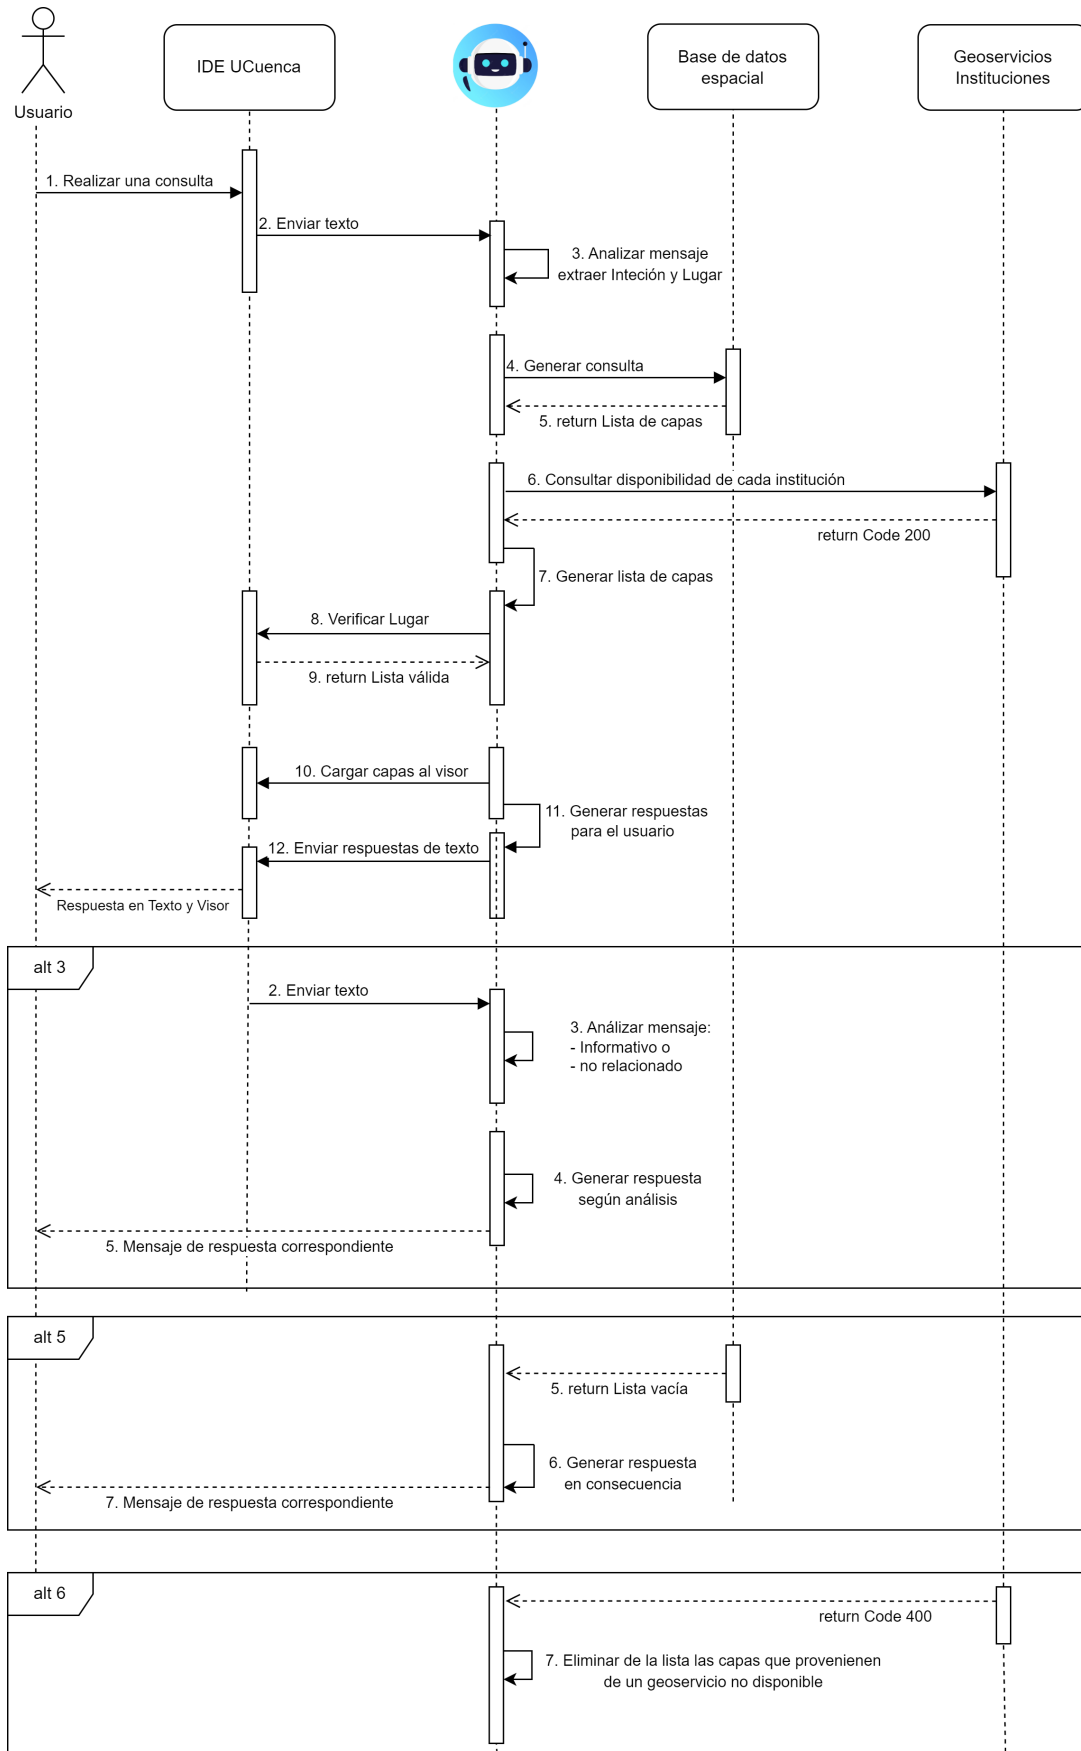 Usuario
IDE UCuenca
Base de datos
espacial
Geoservicios
Instituciones
1. Realizar una consulta
2. Enviar texto
3. Analizar mensaje
extraer Inteción y Lugar
4. Generar consulta
5. return Lista de capas
6. Consultar disponibilidad de cada institución
return Code 200
7. Generar lista de capas
8. Verificar Lugar
9. return Lista válida
10. Cargar capas al visor
11. Generar respuestas
para el usuario
12. Enviar respuestas de texto
Respuesta en Texto y Visor
alt 3
2. Enviar texto
3. Análizar mensaje:
- Informativo o
- no relacionado
4. Generar respuesta
según análisis
5. Mensaje de respuesta correspondiente
alt 5
5. return Lista vacía
6. Generar respuesta
en consecuencia
7. Mensaje de respuesta correspondiente
alt 6
return Code 400
7. Eliminar de la lista las capas que provenienen
de un geoservicio no disponible